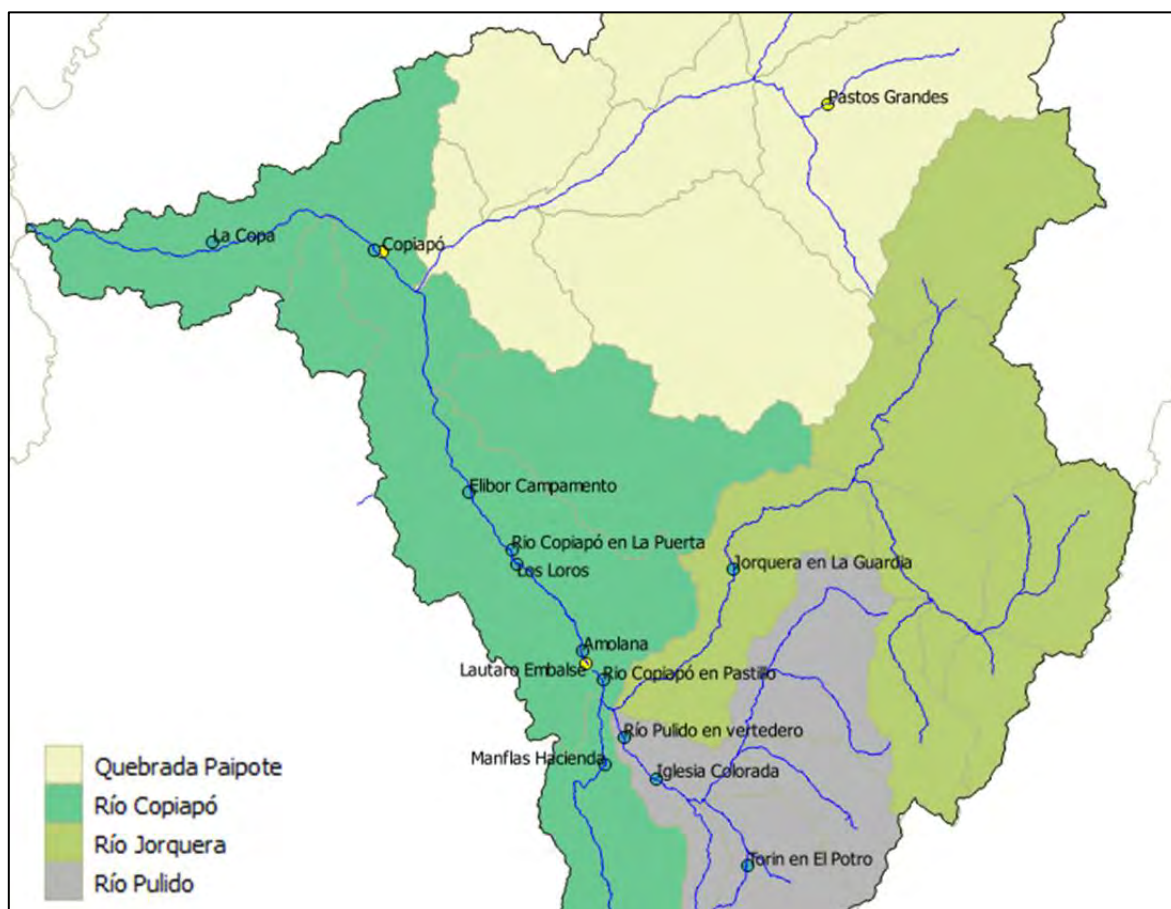 Pastos Grandes
La Copa
Copiapó
Elibor Campamento
Río Copiapó en La Puerta
Los Loros
Jorquera en La Guardia
Amolana
Lautaro Embalse
Rio Copiapó en Pastillo
Río Pulido en vertedero
Manflas Hacienda
Iglesia Colorada
Torin en El Potro
Quebrada Paipote
Río Copiapó
Río Jorquera
Río Pulido